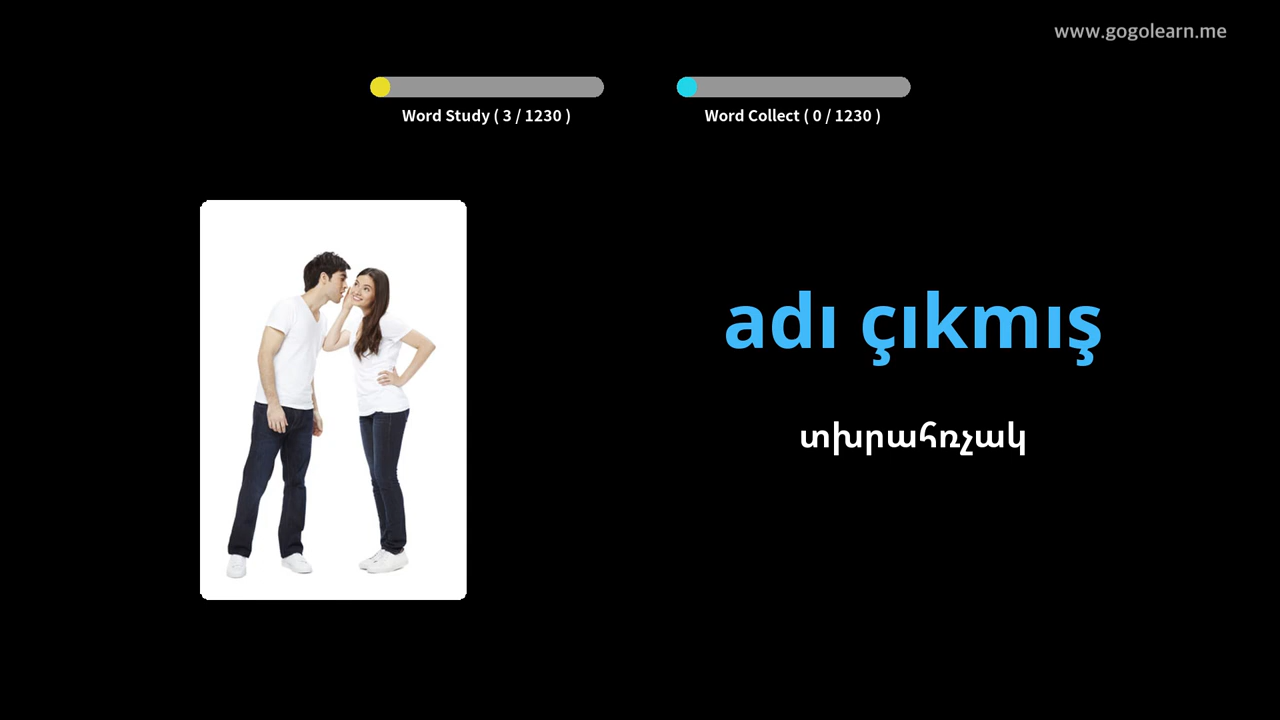 www.gogolearn.me
Word Study ( 3 / 1230 )
Word Collect ( 0 / 1230 )
adı çıkmış
տխրահռչակ